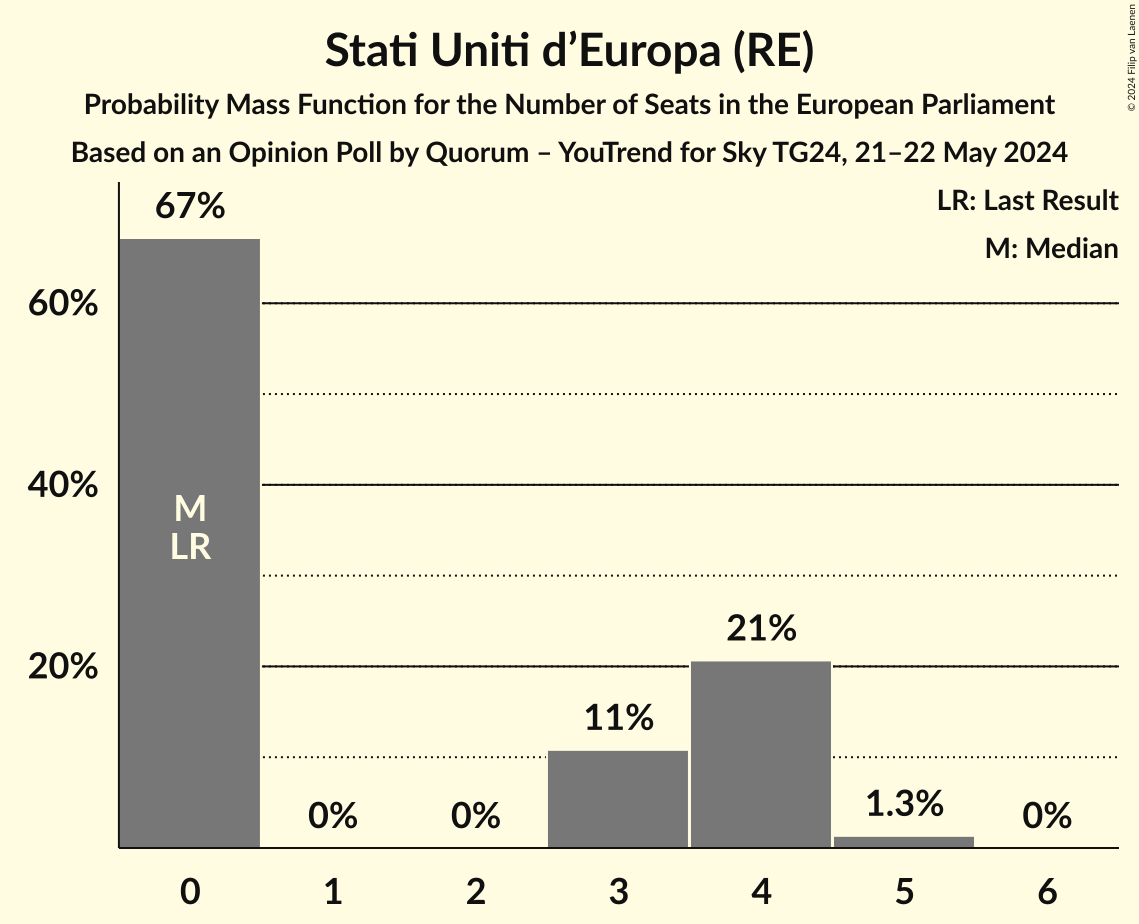 Stati Uniti d’Europa (RE)
Probability Mass Function for the Number of Seats in the European Parliament
Based on an Opinion Poll by Quorum – YouTrend for Sky TG24, 21–22 May 2024
© 2024 Filip van Laenen
LR: Last Result
M: Median
67%
60%
40%
20%
M
LR
0%
0%
11%
21%
1.3%
0%
0
1
2
3
4
5
6